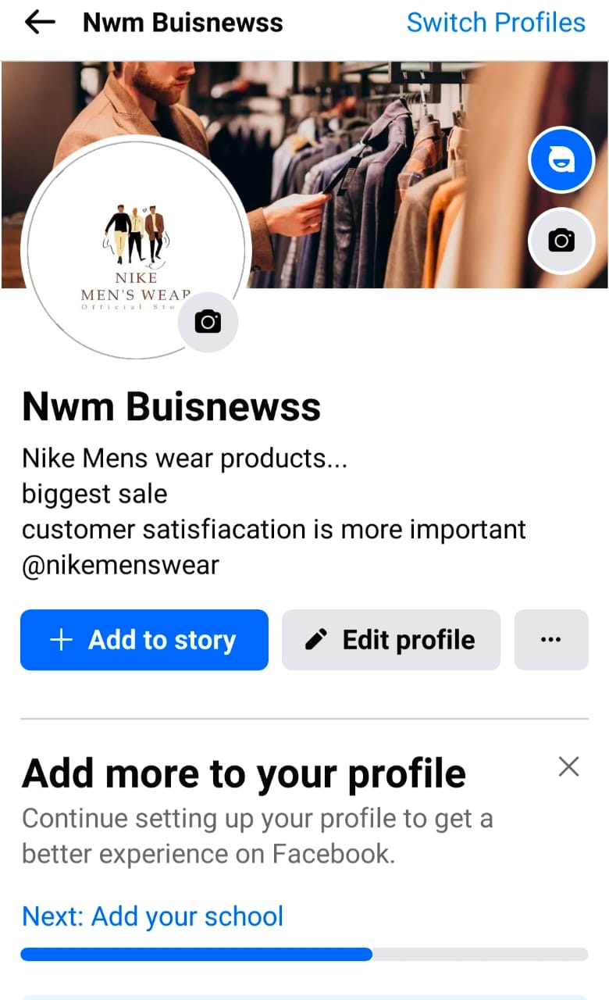 Nwm Buisnewss
Switch Profiles
NIKE
MEN'S WEAR
Official Sto
Nwm Buisnewss
Nike Mens wear products...
biggest sale
customer satisfiacation is more important
@nikemenswear
Add to story
Edit profile
Add more to your profile
Continue setting up your profile to get a
better experience on Facebook.
Next: Add your school